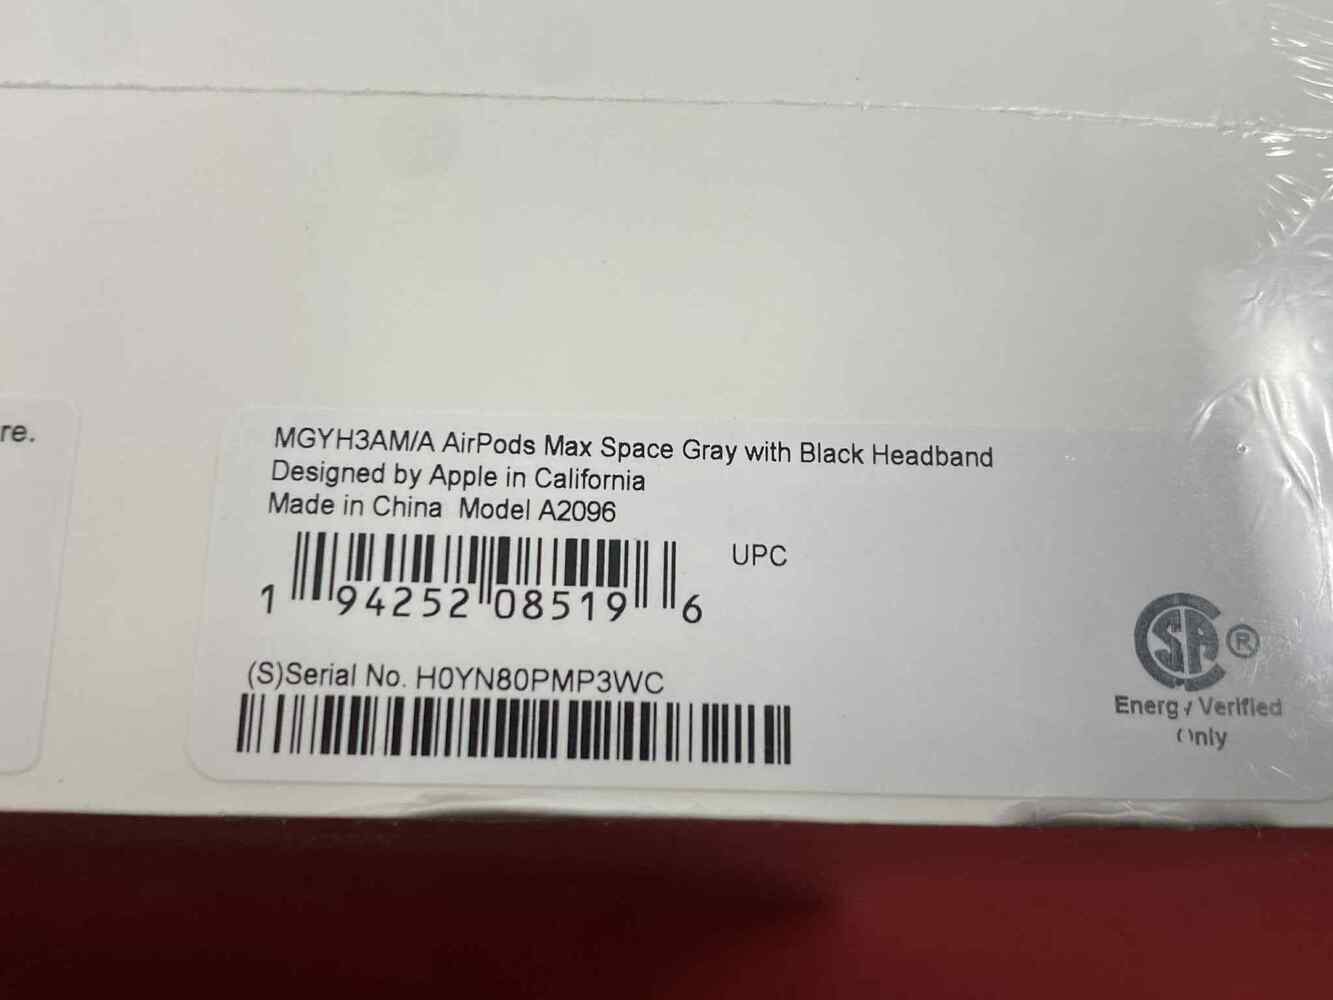 re.
MGYH3AM/A AirPods Max Space Gray with Black Headband
Designed by Apple in California
Made in China Model A2096
UPC
1 94252 08519 6
(S)Serial No. H0YN80PMP3WC
SA ®
Energy Verified
Only